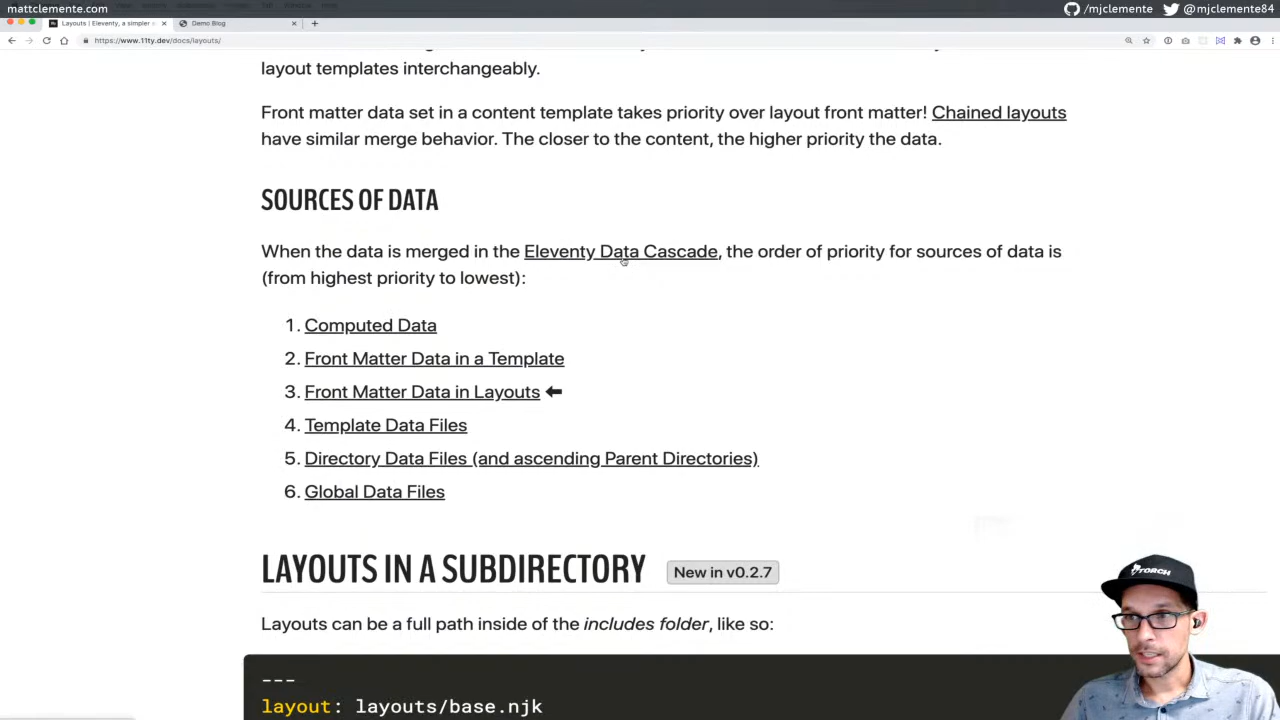 mattclemente.com
/mjclemente
@mjclemente84
Layouts | Eleventy, a simpler s
Demo Blog
https://www.11ty.dev/docs/layouts/
layout templates interchangeably.
Front matter data set in a content template takes priority over layout front matter! Chained layouts
have similar merge behavior. The closer to the content, the higher priority the data.
SOURCES OF DATA
When the data is merged in the Eleventy Data Cascade, the order of priority for sources of data is
(from highest priority to lowest):
1. Computed Data
2. Front Matter Data in a Template
3. Front Matter Data in Layouts ⬅
4. Template Data Files
5. Directory Data Files (and ascending Parent Directories)
6. Global Data Files
LAYOUTS IN A SUBDIRECTORY New in v0.2.7
Layouts can be a full path inside of the includes folder, like so:
---
layout: layouts/base.njk
TORCH